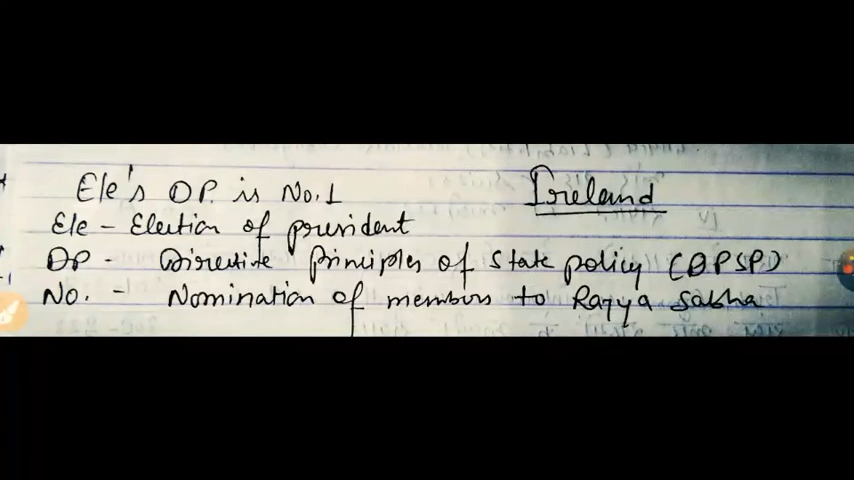 Ele's DP. is No.1 Ireland
Ele - Election of president
DP - Directive Principles of State policy (DPSP)
No. - Nomination of members to Rajya Sabha